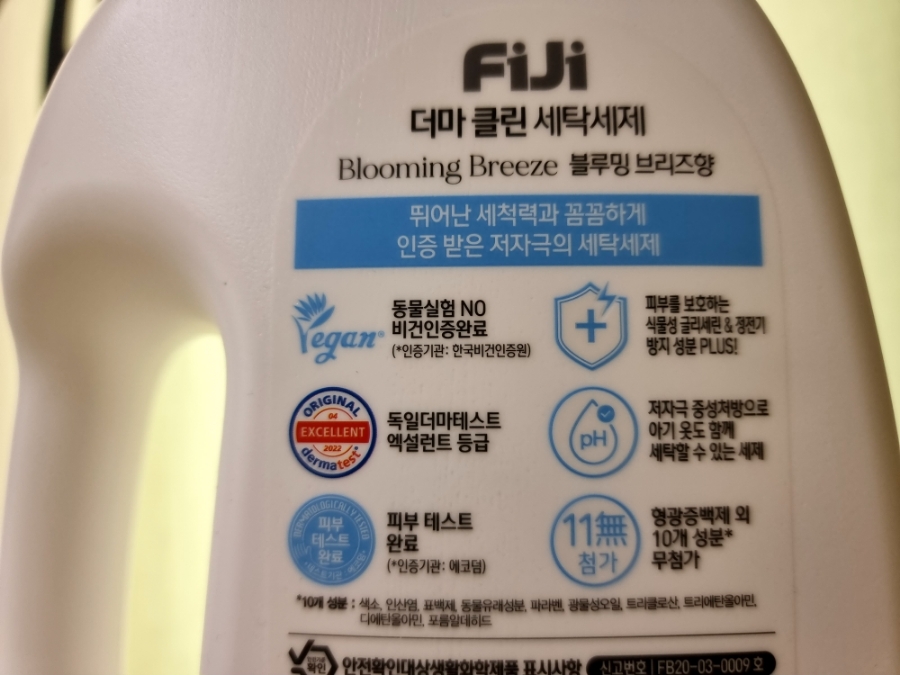 FiJi
더마 클린 세탁세제
Blooming Breeze 블루밍 브리즈향
뛰어난 세척력과 꼼꼼하게
인증 받은 저자극의 세탁세제
Vegan
동물실험 NO
비건인증완료
(*인증기관: 한국비건인증원)
피부를 보호하는
식물성 글리세린 & 정전기
방지 성분 PLUS!
ORIGINAL
04
EXCELLENT
2022
dermatest
독일더마테스트
엑설런트 등급
pH
저자극 중성처방으로
아기 옷도 함께
세탁할 수 있는 세제
DERMATOLOGICALLY TESTED
피부
테스트
완료
피부 테스트
완료
(*인증기관: 에코덤)
11無
첨가
형광증백제 외
10개 성분*
무첨가
*10개 성분 : 색소, 인산염, 표백제, 동물유래성분, 파라벤, 광물성오일, 트리클로산, 트리에탄올아민,
디에탄올아민, 포름알데히드
확인
안전확인대상생활화학제품 표시사항
신고번호 FB20-03-0009 호